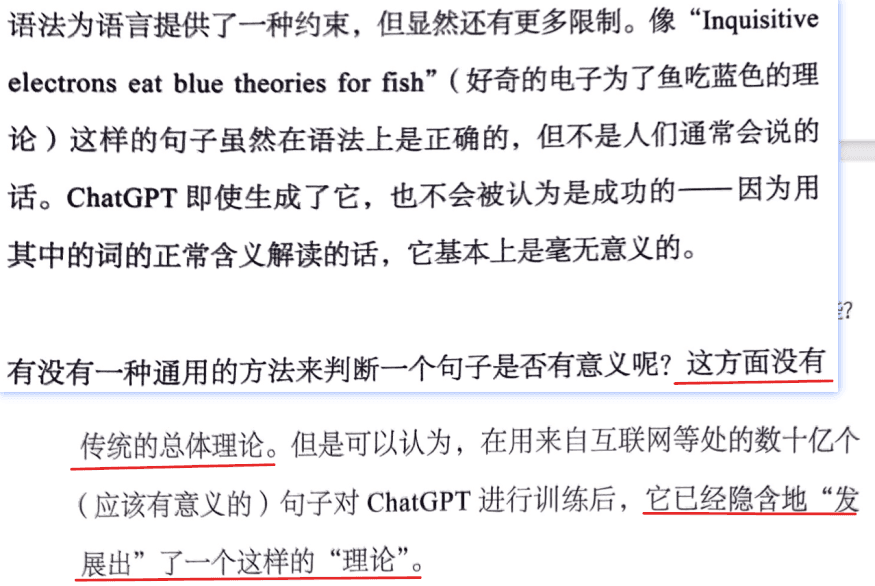 语法为语言提供了一种约束，但显然还有更多限制。像“Inquisitive
electrons eat blue theories for fish”（好奇的电子为了鱼吃蓝色的理
论）这样的句子虽然在语法上是正确的，但不是人们通常会说的
话。ChatGPT 即使生成了它，也不会被认为是成功的——因为用
其中的词的正常含义解读的话，它基本上是毫无意义的。
?
有没有一种通用的方法来判断一个句子是否有意义呢？这方面没有
传统的总体理论。但是可以认为，在用来自互联网等处的数十亿个
（应该有意义的）句子对 ChatGPT 进行训练后，它已经隐含地“发
展出”了一个这样的“理论”。